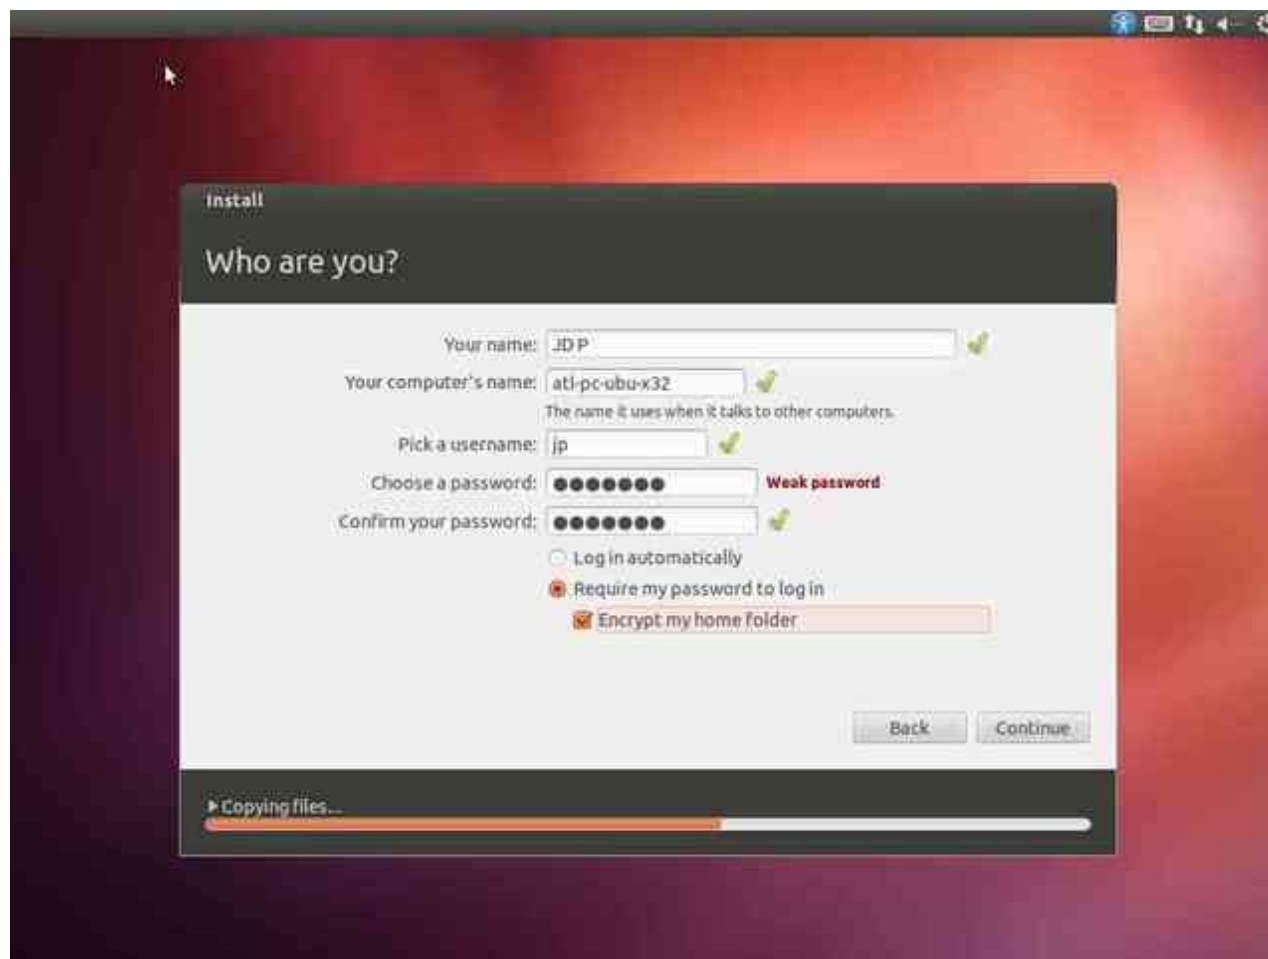 Install
Who are you?
Your name: JD P
Your computer's name: atl-pc-ubu-x32
The name it uses when it talks to other computers.
Pick a username: jp
Choose a password: ●●●●●●● Weak password
Confirm your password: ●●●●●●●
Log in automatically
Require my password to log in
Encrypt my home folder
Back Continue
Copying files...